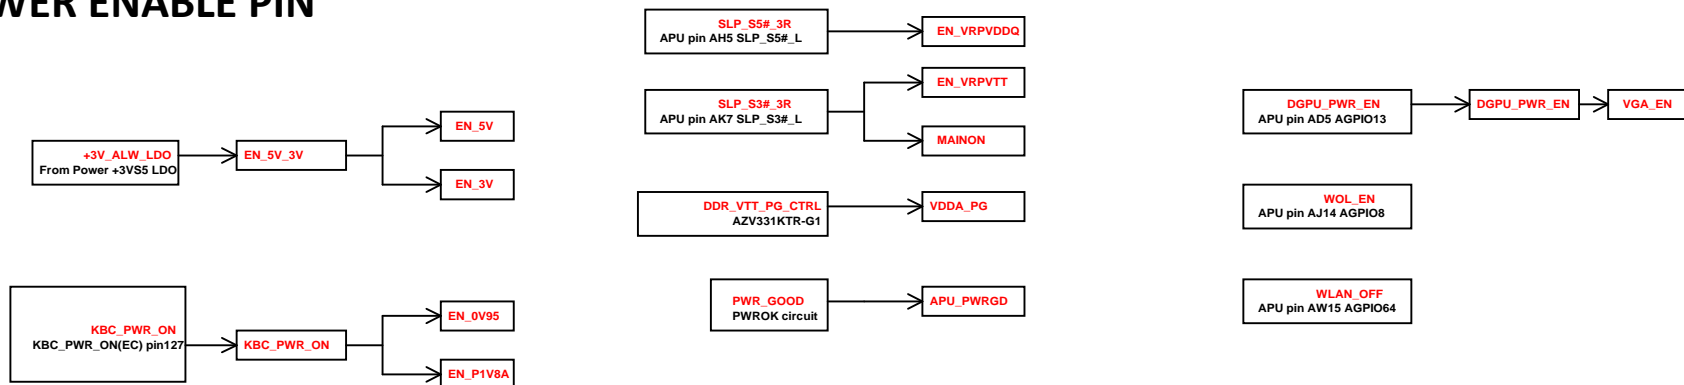 WER ENABLE PIN
+3V_ALW_LDO
From Power +3VS5 LDO
EN_5V_3V
EN_5V
EN_3V
KBC_PWR_ON
KBC_PWR_ON(EC) pin127
KBC_PWR_ON
EN_0V95
EN_P1V8A
SLP_S5#_3R
APU pin AH5 SLP_S5#_L
EN_VRPVDDQ
SLP_S3#_3R
APU pin AK7 SLP_S3#_L
EN_VRPVTT
MAINON
DDR_VTT_PG_CTRL
AZV331KTR-G1
VDDA_PG
PWR_GOOD
PWROK circuit
APU_PWRGD
DGPU_PWR_EN
APU pin AD5 AGPIO13
DGPU_PWR_EN
VGA_EN
WOL_EN
APU pin AJ14 AGPIO8
WLAN_OFF
APU pin AW15 AGPIO64